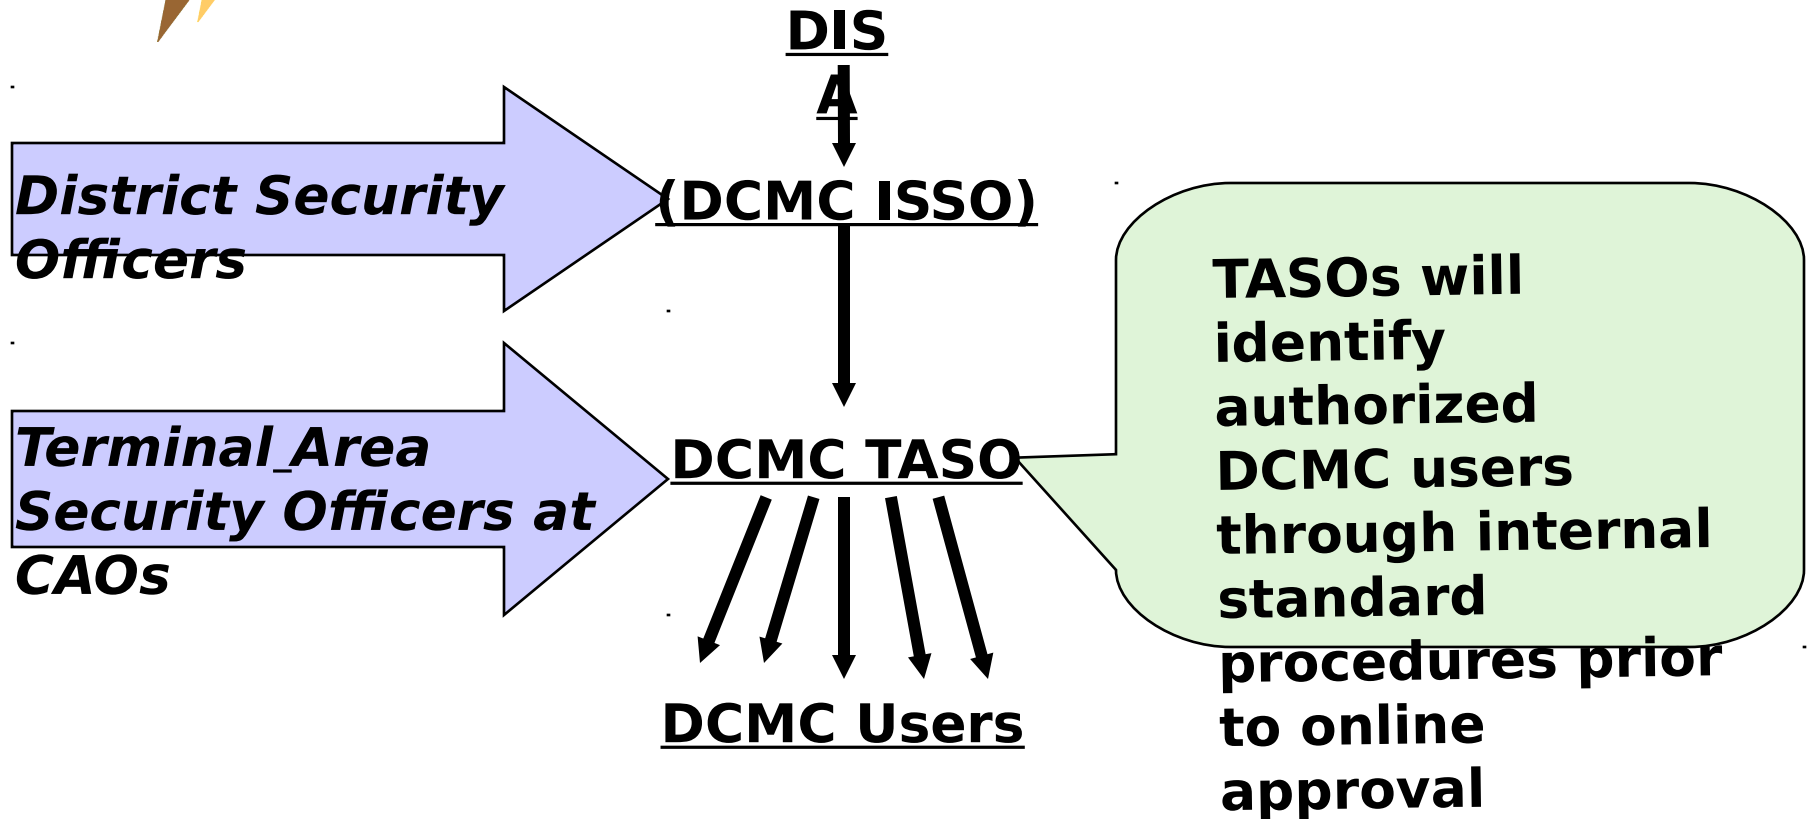 DIS
A
(DCMC ISSO)
District Security
Officers
TASOs will
identify
authorized
DCMC users
through internal
standard
procedures prior
to online
approval
Terminal Area
Security Officers at
CAOs
DCMC TASO
DCMC Users